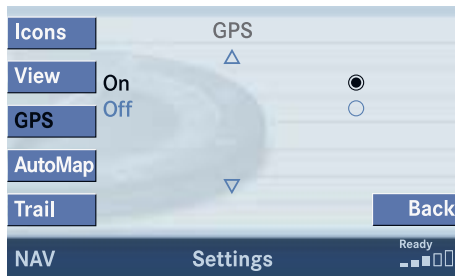 Icons
GPS
View
On
GPS
Off
AutoMap
Trail
Back
NAV
Settings
Ready